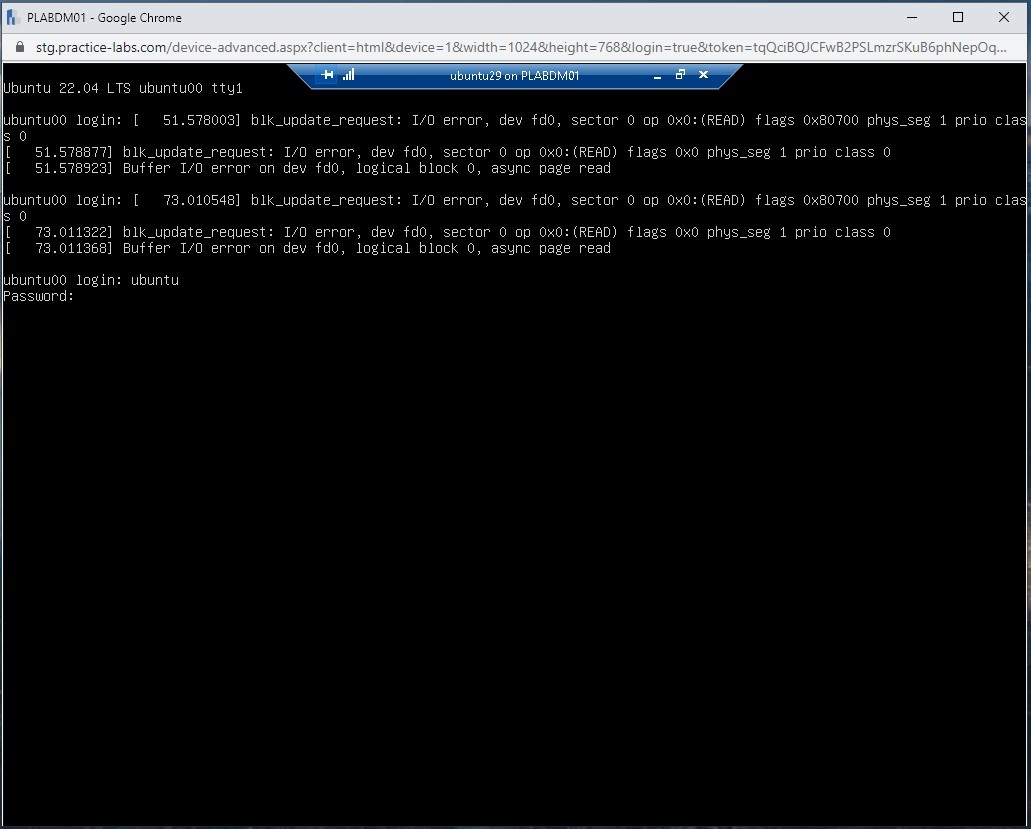 PLABDM01 - Google Chrome
stg.practice-labs.com/device-advanced.aspx?client=html&device=1&width=1024&height=768&login=true&token=tqQciBQJCFwB2PSLmzrSKuB6phNepOq...
ubuntu29 on PLABDM01
Ubuntu 22.04 LTS ubuntu00 tty1
ubuntu00 login: [   51.578003] blk_update_request: I/O error, dev fd0, sector 0 op 0x0:(READ) flags 0x80700 phys_seg 1 prio clas
s 0
[   51.578877] blk_update_request: I/O error, dev fd0, sector 0 op 0x0:(READ) flags 0x0 phys_seg 1 prio class 0
[   51.578923] Buffer I/O error on dev fd0, logical block 0, async page read
ubuntu00 login: [   73.010548] blk_update_request: I/O error, dev fd0, sector 0 op 0x0:(READ) flags 0x80700 phys_seg 1 prio clas
s 0
[   73.011322] blk_update_request: I/O error, dev fd0, sector 0 op 0x0:(READ) flags 0x0 phys_seg 1 prio class 0
[   73.011368] Buffer I/O error on dev fd0, logical block 0, async page read
ubuntu00 login: ubuntu
Password: